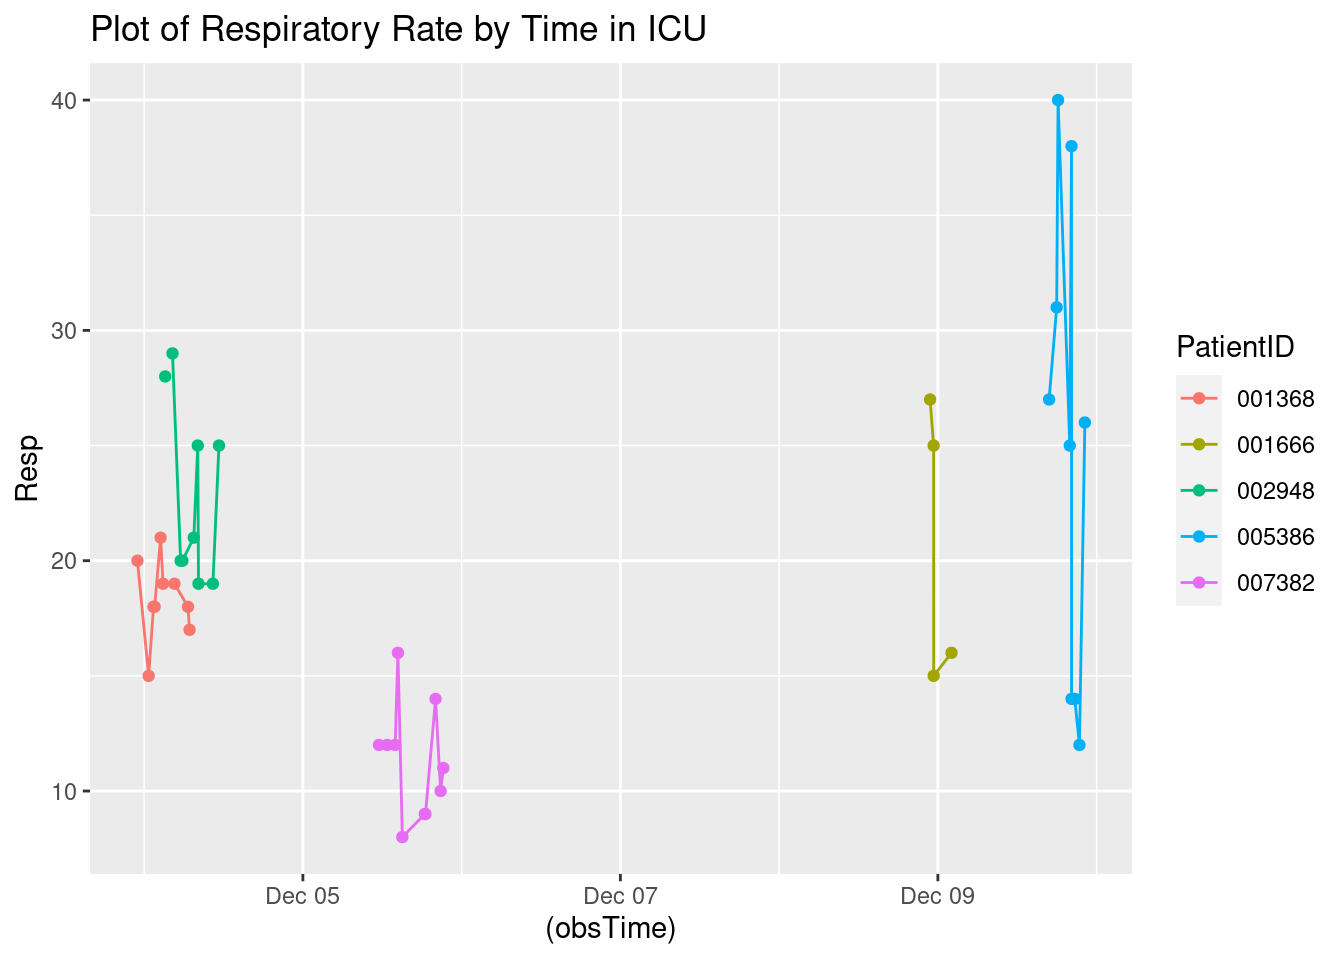 Plot of Respiratory Rate by Time in ICU
40
30
20
10
Resp
Dec 05
Dec 07
Dec 09
(obsTime)
PatientID
001368
001666
002948
005386
007382